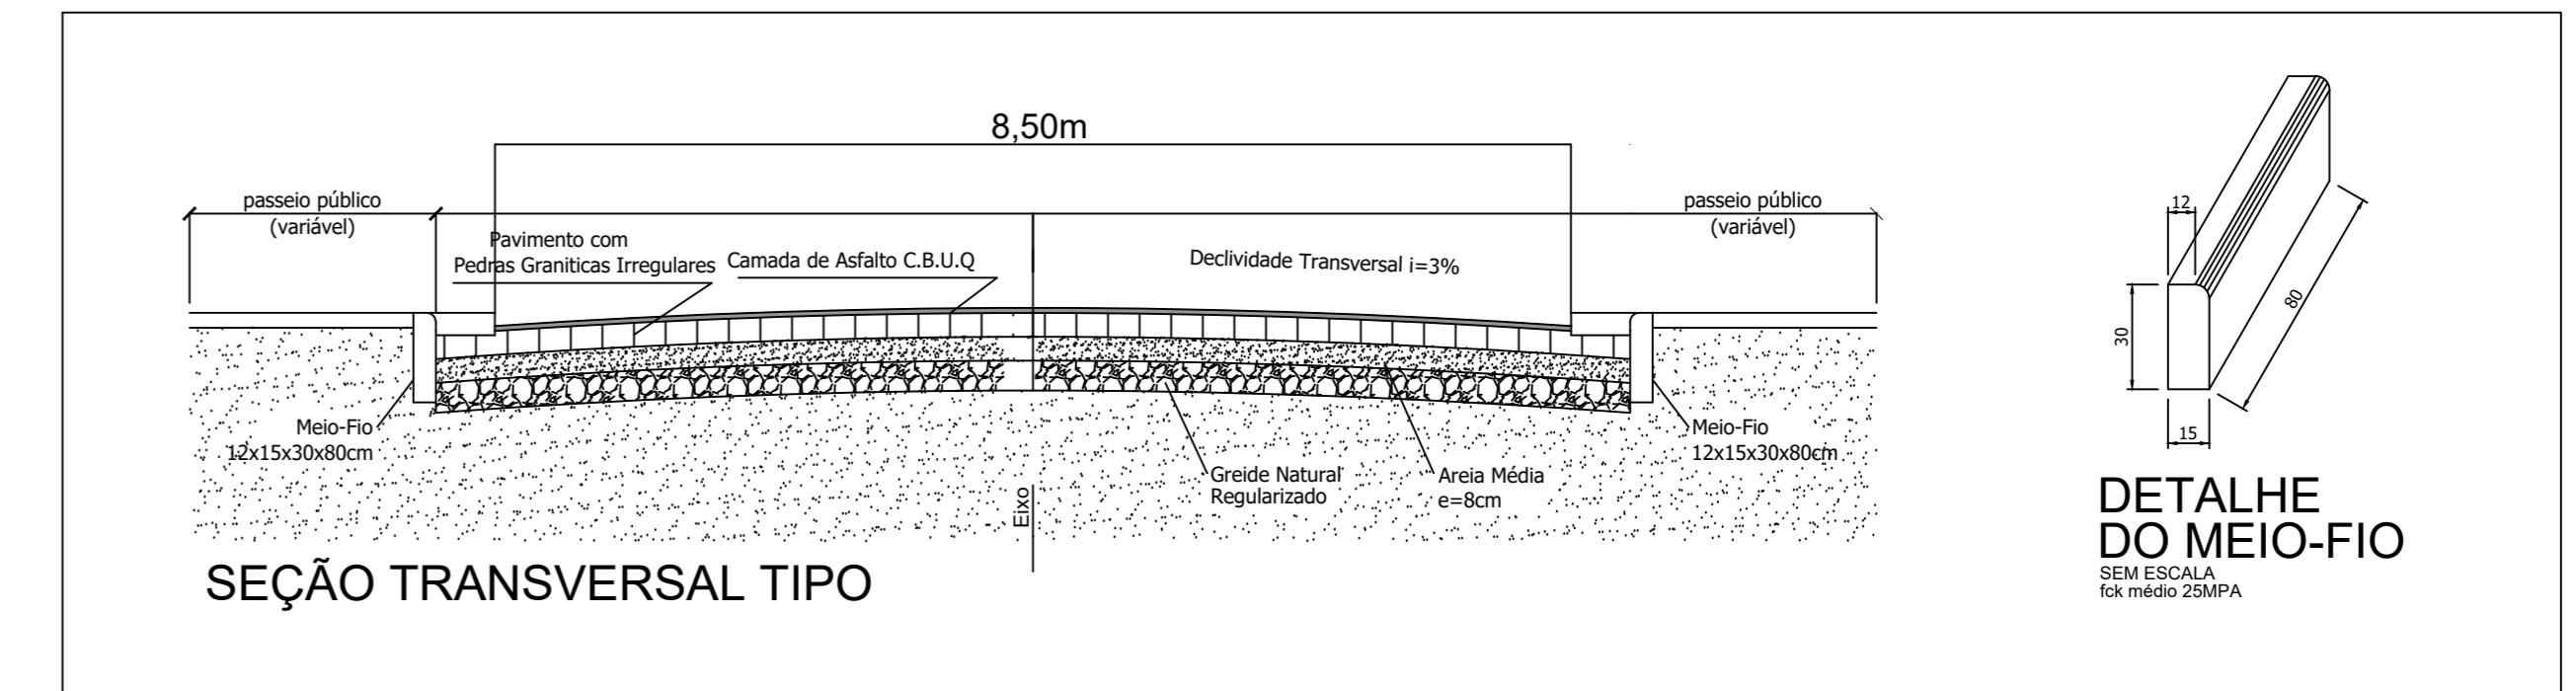 8,50m
passeio público
(variável)
Pavimento com
Pedras Graniticas Irregulares
Camada de Asfalto C.B.U.Q
Declividade Transversal i=3%
passeio público
(variável)
Meio-Fio
12x15x30x80cm
Eixo
Greide Natural
Regularizado
Areia Média
e=8cm
Meio-Fio
12x15x30x80cm
SEÇÃO TRANSVERSAL TIPO
12
30
80
15
DETALHE
DO MEIO-FIO
SEM ESCALA
fck médio 25MPA